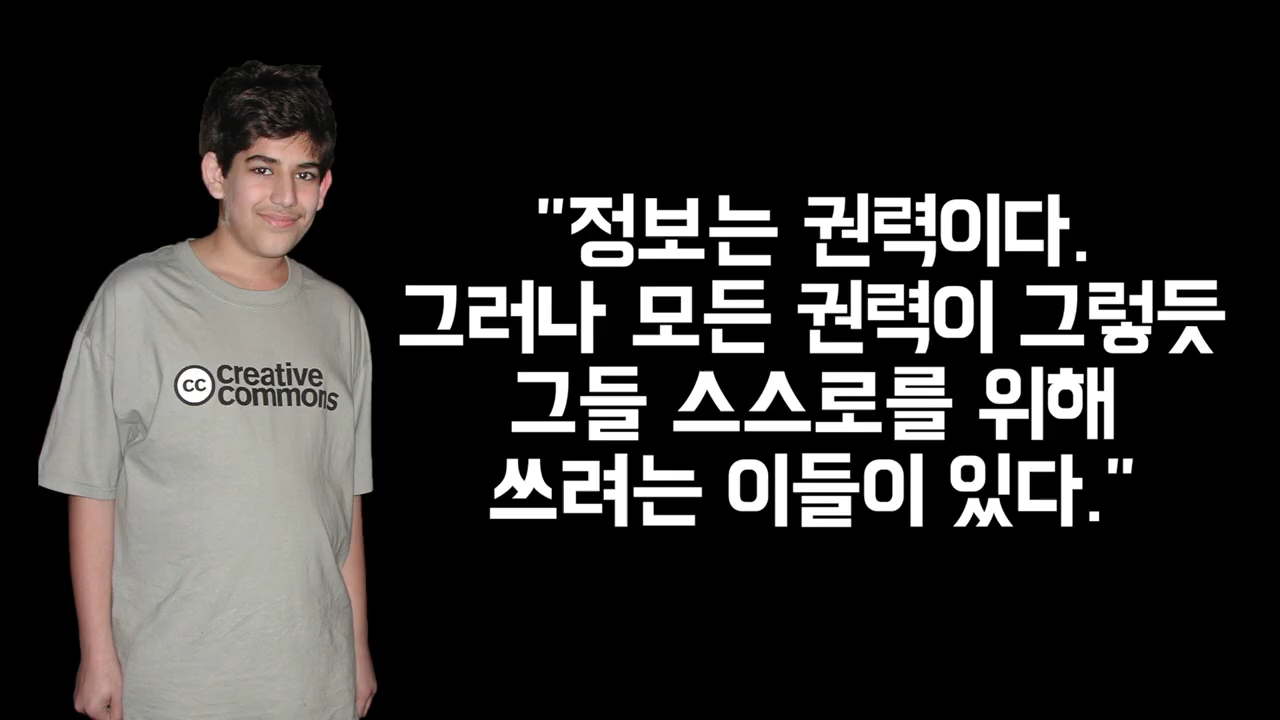 cc creative
commons
"정보는 권력이다.
그러나 모든 권력이 그렇듯
그들 스스로를 위해
쓰려는 이들이 있다."